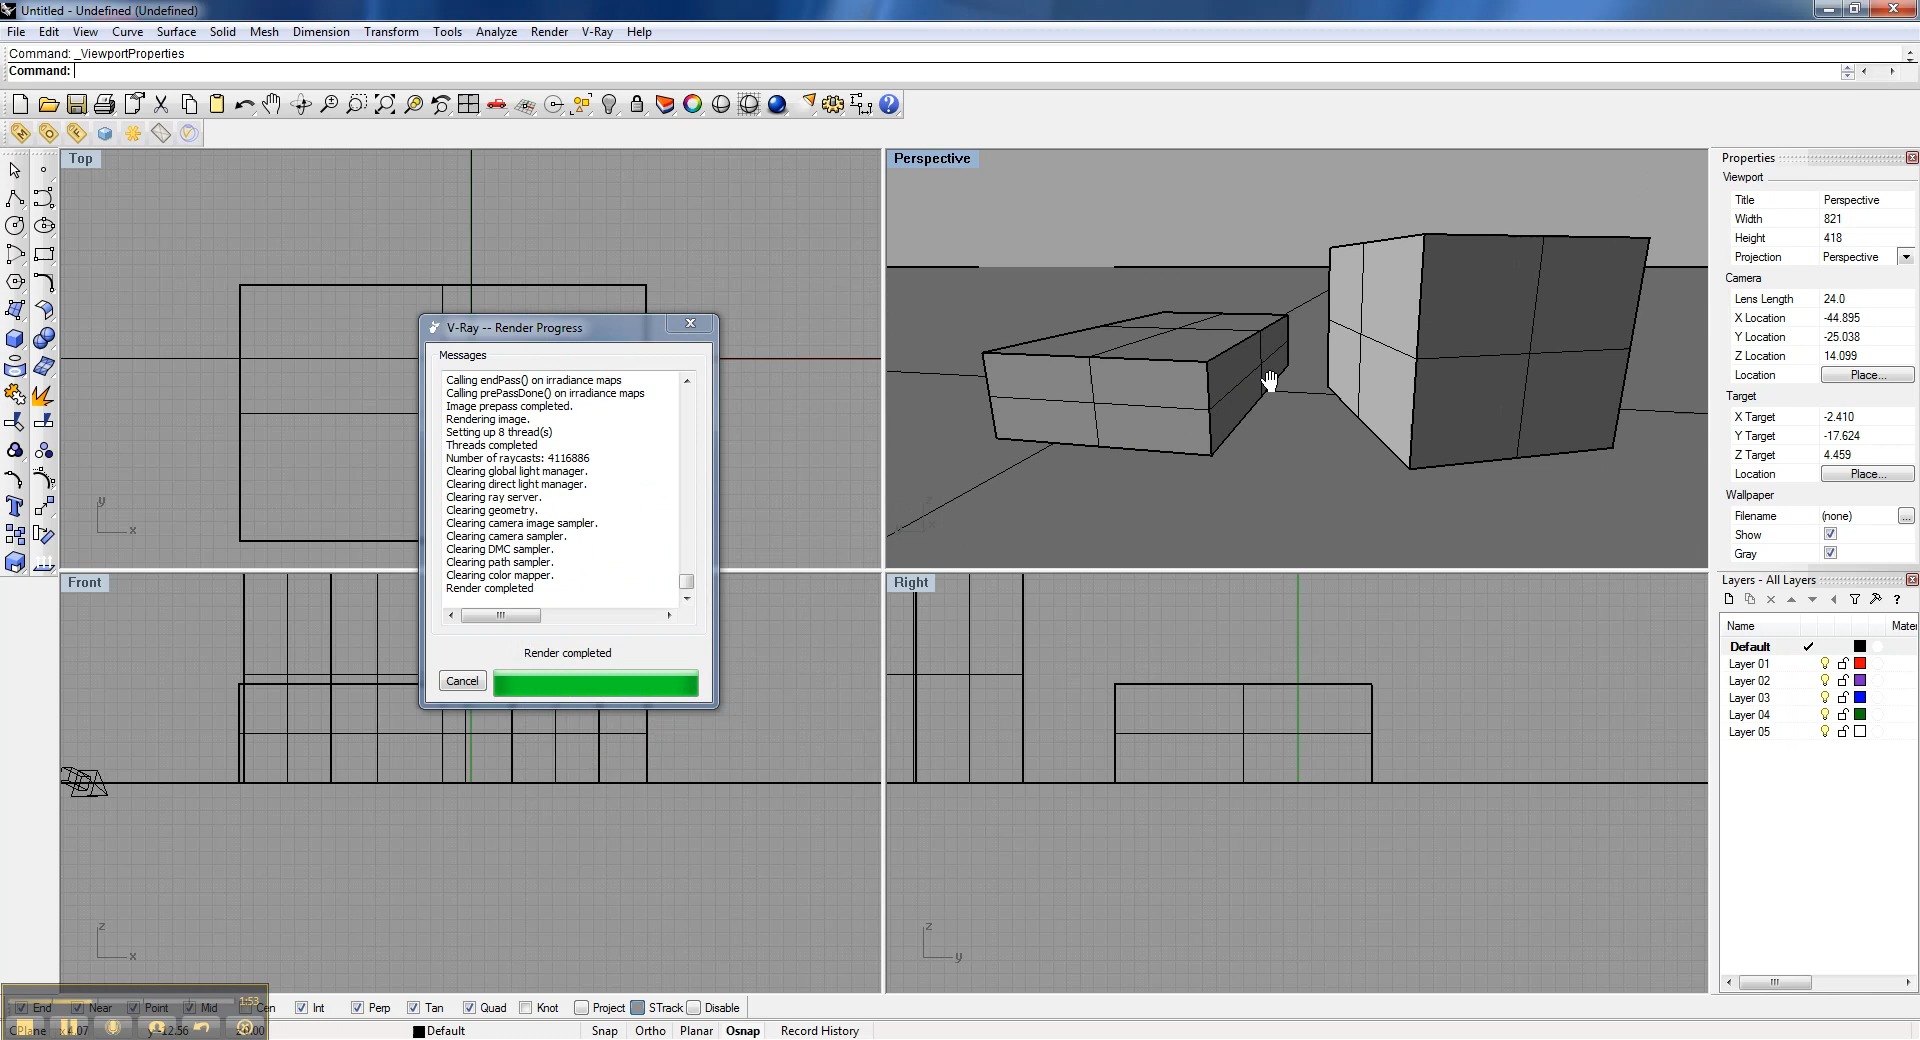 Untitled - Undefined (Undefined)
File Edit View Curve Surface Solid Mesh Dimension Transform Tools Analyze Render V-Ray Help
Command: _ViewportProperties
Command:
Top
Perspective
V-Ray -- Render Progress
Messages
Calling endPass() on irradiance maps
Calling prePassDone() on irradiance maps
Image prepass completed.
Rendering image.
Setting up 8 thread(s)
Threads completed
Number of raycasts: 4116886
Clearing global light manager.
Clearing direct light manager.
Clearing ray server.
Clearing geometry.
Clearing camera image sampler.
Clearing camera sampler.
Clearing DMC sampler.
Clearing path sampler.
Clearing color mapper.
Render completed
Render completed
Cancel
y
x
Front
Right
z
x
z
y
Properties
Viewport
Title Perspective
Width 821
Height 418
Projection Perspective
Camera
Lens Length 24.0
X Location -44.895
Y Location -25.038
Z Location 14.099
Location Place...
Target
X Target -2.410
Y Target -17.624
Z Target 4.459
Location Place...
Wallpaper
Filename (none) ...
Show
Gray
Layers - All Layers
Name Mater
Default
Layer 01
Layer 02
Layer 03
Layer 04
Layer 05
1:53
End Near Point Mid Cen Int Perp Tan Quad Knot Project STrack Disable
CPlane x 4.07 y -12.56 Default Snap Ortho Planar Osnap Record History